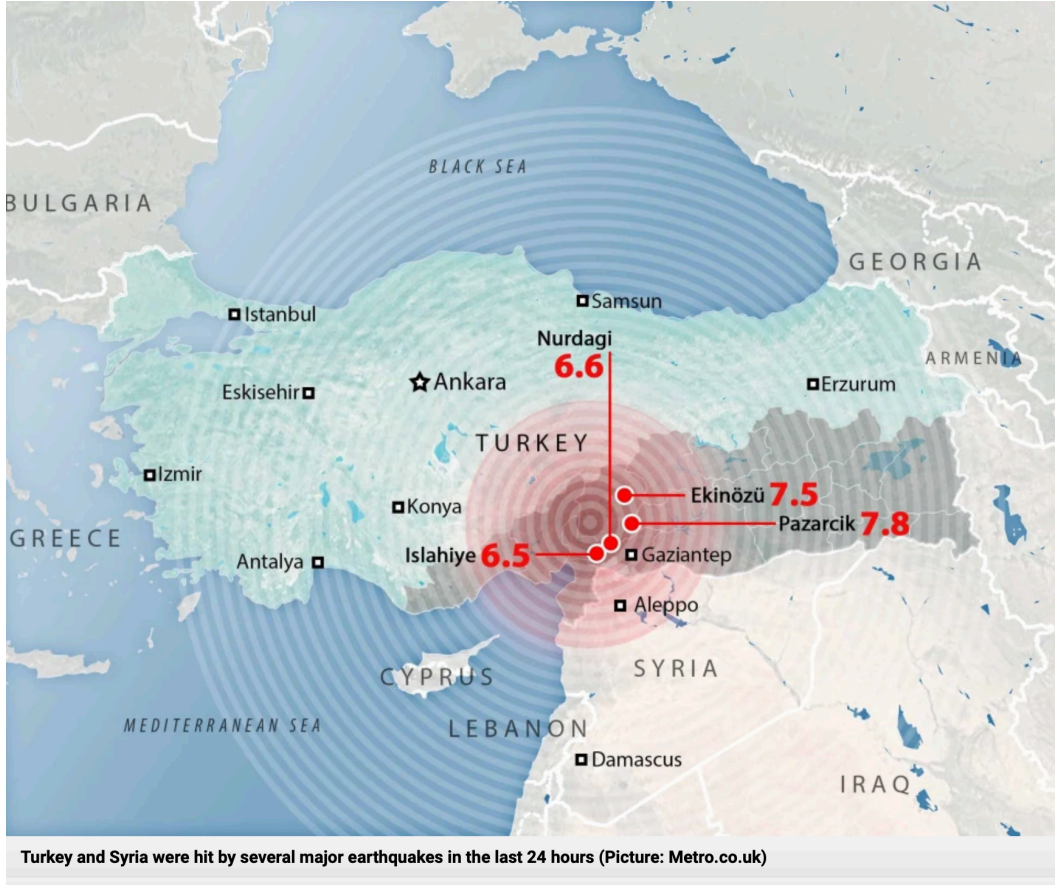 BLACK SEA
BULGARIA
GEORGIA
Samsun
Istanbul
Nurdagi
6.6
ARMENIA
Ankara
Erzurum
Eskisehir
TURKEY
Izmir
Ekinözü 7.5
Konya
Pazarcik 7.8
GREECE
Islahiye 6.5
Gaziantep
Antalya
Aleppo
SYRIA
CYPRUS
MEDITERRANEAN SEA
LEBANON
Damascus
IRAQ
Turkey and Syria were hit by several major earthquakes in the last 24 hours (Picture: Metro.co.uk)